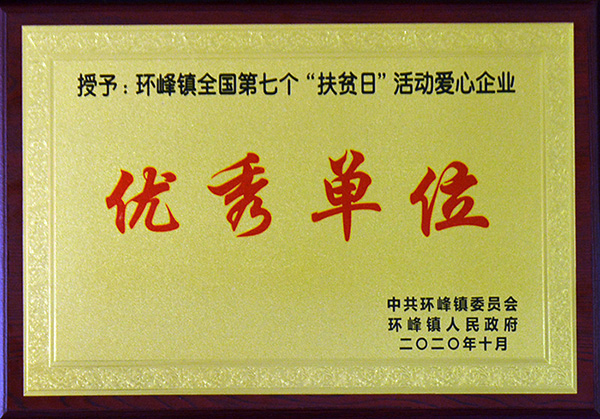 授予：环峰镇全国第七个“扶贫日”活动爱心企业
优秀单位
中共环峰镇委员会
环峰镇人民政府
二〇二〇年十月